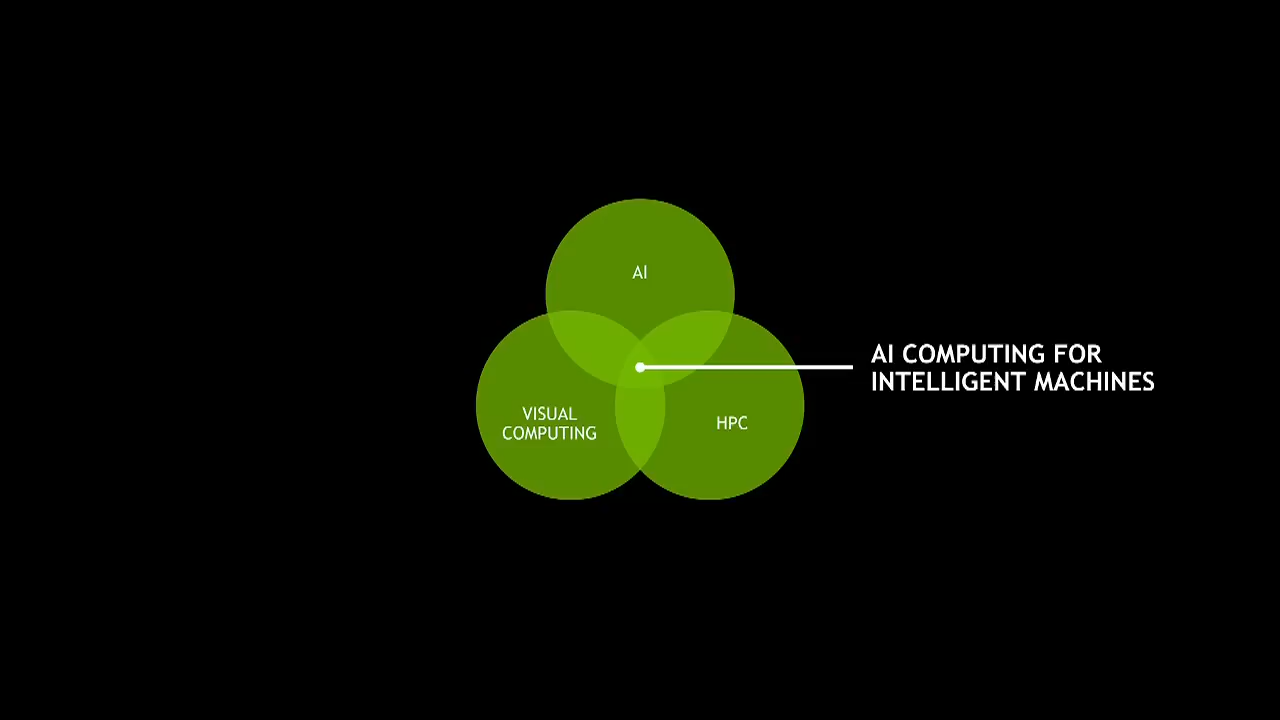 AI
AI COMPUTING FOR
INTELLIGENT MACHINES
VISUAL
COMPUTING
HPC